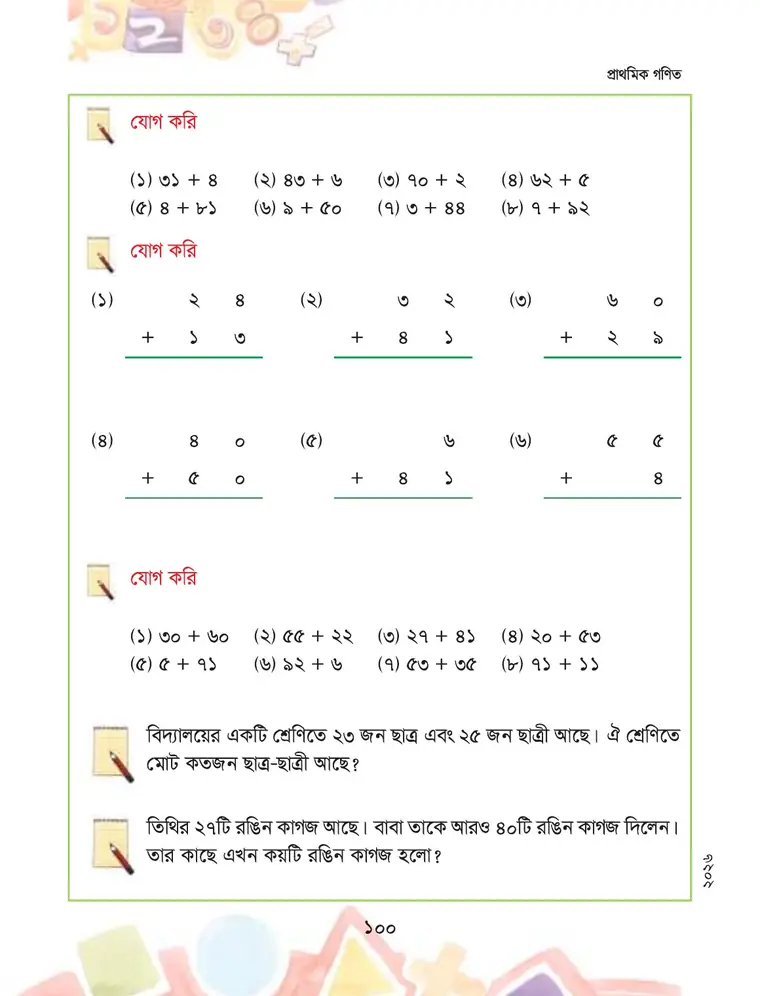 প্রাথমিক গণিত
যোগ করি
(১) ৩১ + ৪ (২) ৪৩ + ৬ (৩) ৭০ + ২ (৪) ৬২ + ৫
(৫) ৪ + ৮১ (৬) ৯ + ৫০ (৭) ৩ + ৪৪ (৮) ৭ + ৯২
যোগ করি
(১) ২ ৪ (২) ৩ ২ (৩) ৬ ০
+ ১ ৩ + ৪ ১ + ২ ৯
(৪) ৪ ০ (৫) ৬ (৬) ৫ ৫
+ ৫ ০ + ৪ ১ + ৪
যোগ করি
(১) ৩০ + ৬০ (২) ৫৫ + ২২ (৩) ২৭ + ৪১ (৪) ২০ + ৫৩
(৫) ৫ + ৭১ (৬) ৯২ + ৬ (৭) ৫৩ + ৩৫ (৮) ৭১ + ১১
বিদ্যালয়ের একটি শ্রেণিতে ২৩ জন ছাত্র এবং ২৫ জন ছাত্রী আছে। ঐ শ্রেণিতে
মোট কতজন ছাত্র-ছাত্রী আছে?
তিথির ২৭টি রঙিন কাগজ আছে। বাবা তাকে আরও ৪০টি রঙিন কাগজ দিলেন।
তার কাছে এখন কয়টি রঙিন কাগজ হলো?
২০২৬
১০০